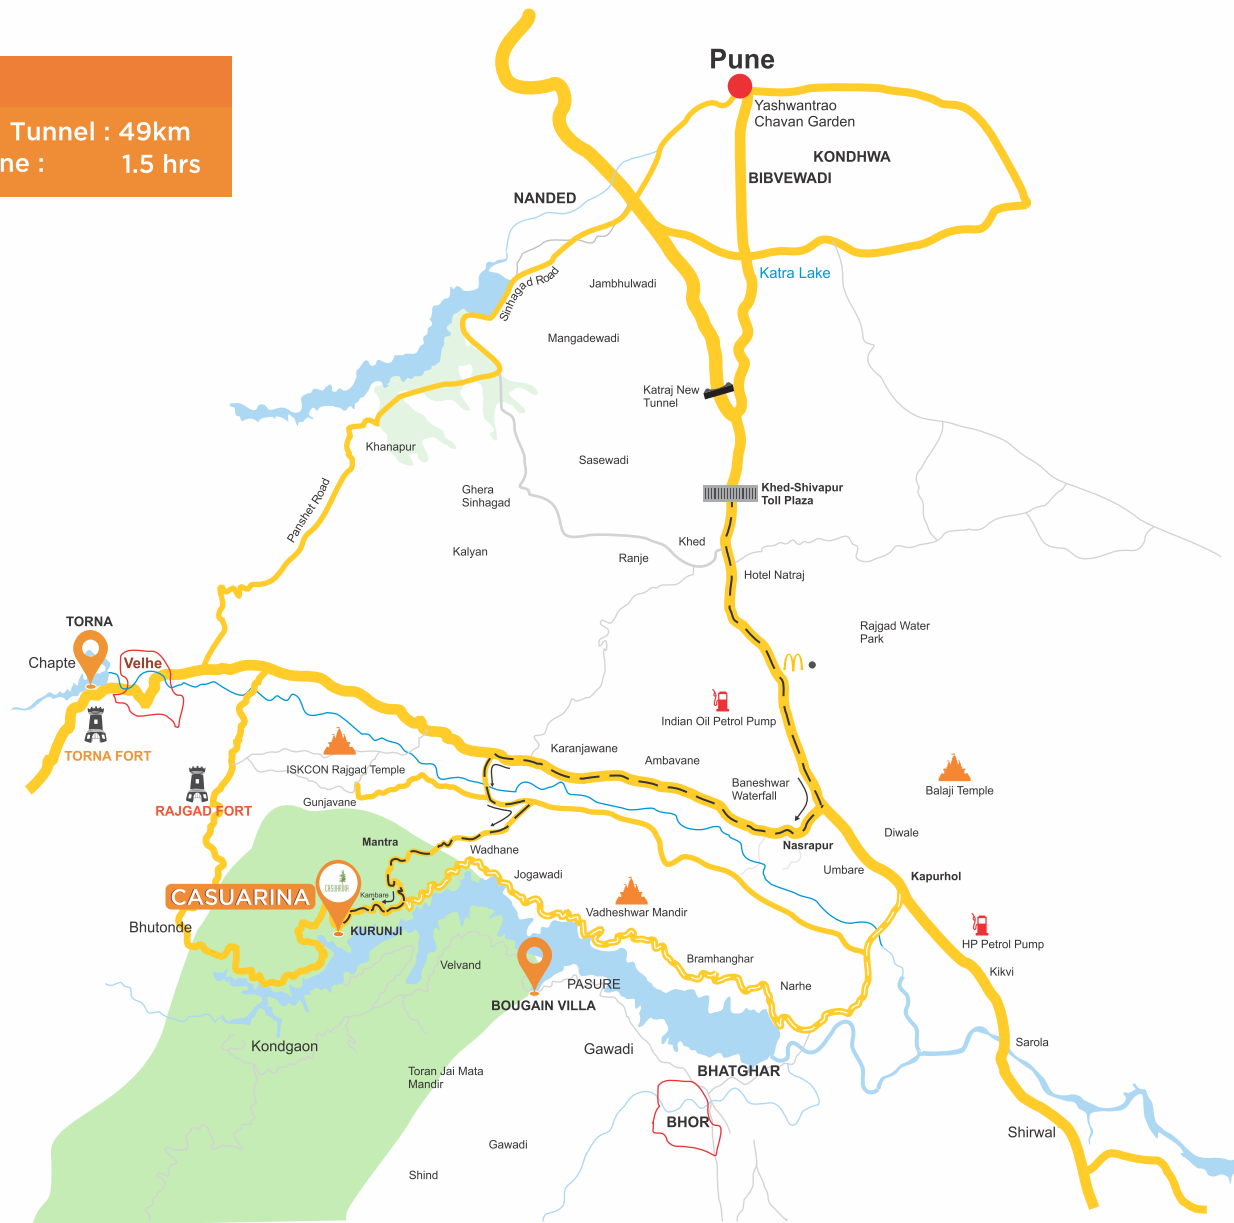 Pune
Tunnel : 49km
ne : 1.5 hrs
Yashwantrao
Chavan Garden
KONDHWA
BIBVEWADI
NANDED
Katra Lake
Sinhagad Road
Jambhulwadi
Mangadewadi
Katraj New
Tunnel
Khanapur
Sasewadi
Ghera
Sinhagad
Khed-Shivapur
Toll Plaza
Panshet Road
Kalyan
Khed
Ranje
Hotel Natraj
TORNA
Rajgad Water
Park
Chapte
Velhe
Indian Oil Petrol Pump
TORNA FORT
Karanjawane
Ambavane
ISKCON Rajgad Temple
Baneshwar
Waterfall
Balaji Temple
Gunjavane
RAJGAD FORT
Mantra
Nasrapur
Diwale
Wadhane
Umbare
Kapurhol
Jogawadi
CASUARINA
CASUARINA
Kambare
Vadheshwar Mandir
Bhutonde
KURUNJI
HP Petrol Pump
Velvand
Bramhanghar
Kikvi
PASURE
Narhe
BOUGAIN VILLA
Kondgaon
Gawadi
Sarola
Toran Jai Mata
Mandir
BHATGHAR
BHOR
Shirwal
Gawadi
Shind